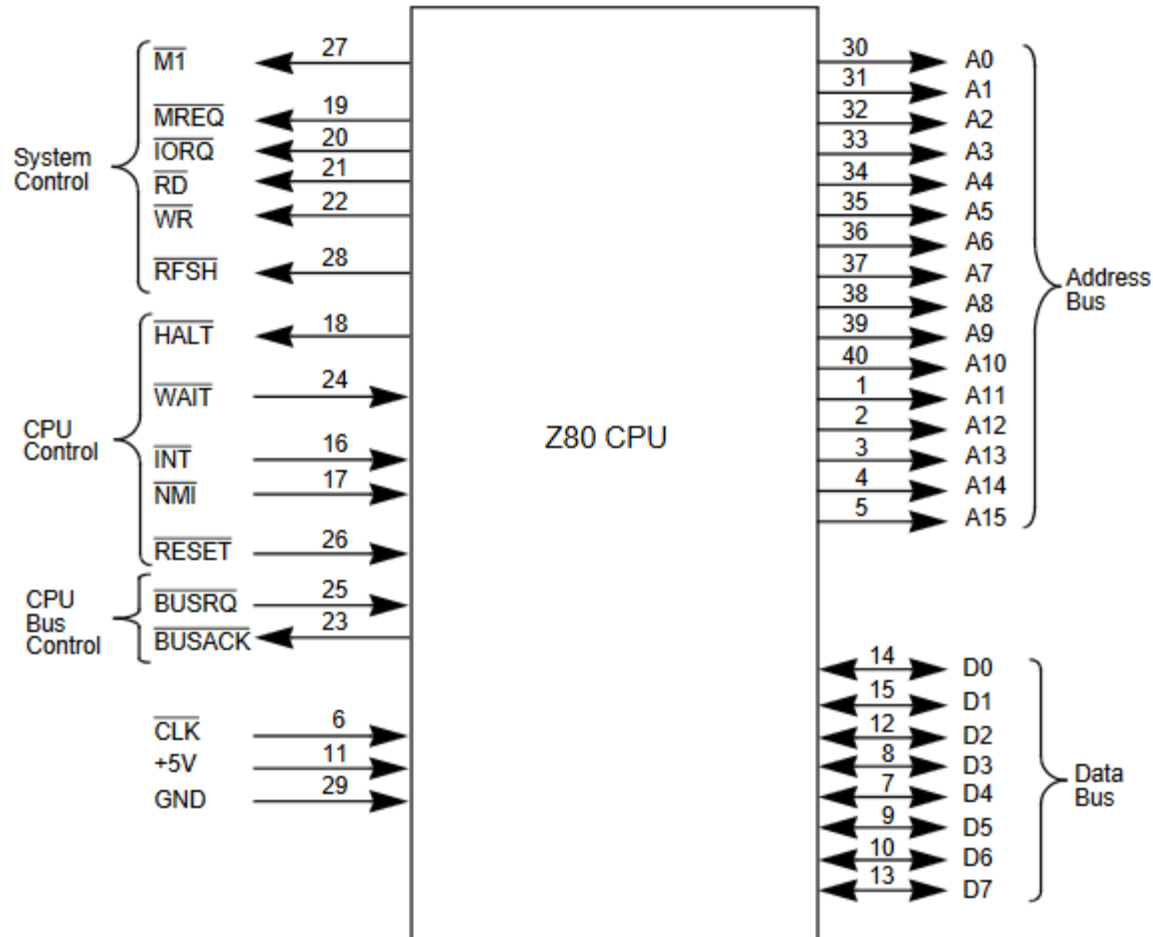 System
Control
M1 27
MREQ 19
IORQ 20
RD 21
WR 22
RFSH 28
CPU
Control
HALT 18
WAIT 24
INT 16
NMI 17
RESET 26
CPU
Bus
Control
BUSRQ 25
BUSACK 23
CLK 6
+5V 11
GND 29
Z80 CPU
30 A0
31 A1
32 A2
33 A3
34 A4
35 A5
36 A6
37 A7
38 A8
39 A9
40 A10
1 A11
2 A12
3 A13
4 A14
5 A15
Address
Bus
14 D0
15 D1
12 D2
8 D3
7 D4
9 D5
10 D6
13 D7
Data
Bus